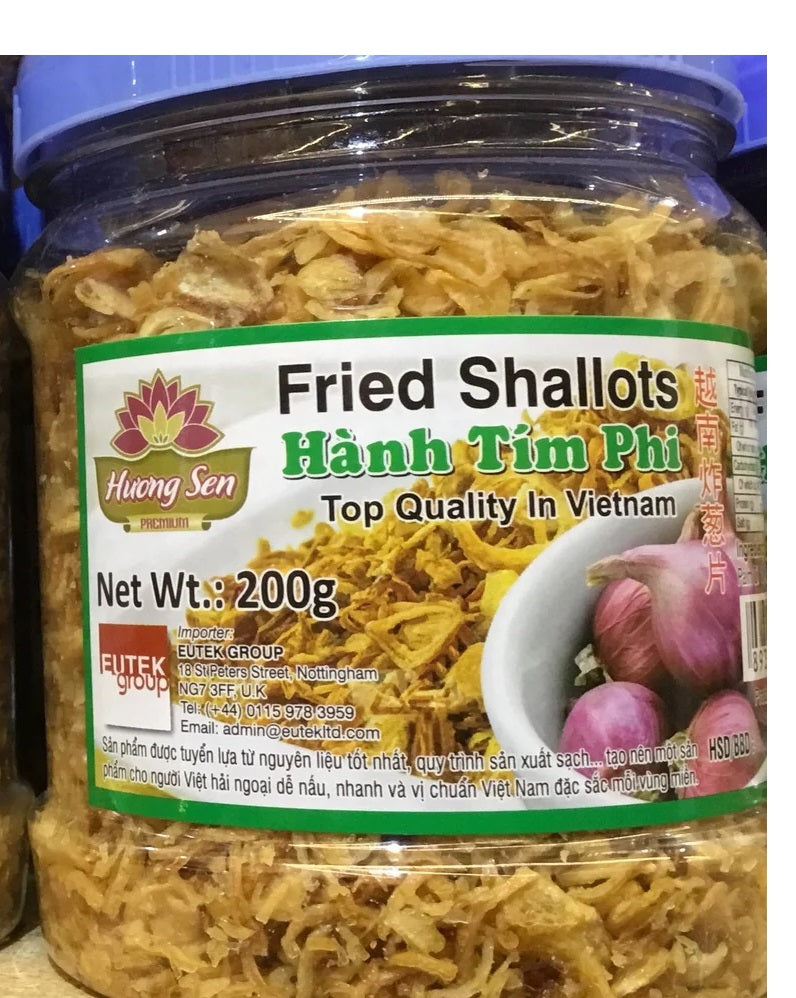 Fried Shallots
Hành Tím Phi
Top Quality In Vietnam
Hương Sen
PREMIUM
越南炸葱片
Net Wt.: 200g
EUTEK
group
Importer:
EUTEK GROUP
18 St Peters Street, Nottingham
NG7 3FF, U.K
Tel: (+44) 0115 978 3959
Email: admin@eutekltd.com
Sản phẩm được tuyển lựa từ nguyên liệu tốt nhất, quy trình sản xuất sạch... tạo nên một sản
phẩm cho người Việt hải ngoại dễ nấu, nhanh và vị chuẩn Việt Nam đặc sắc mỗi vùng miền.
HSD/BBD